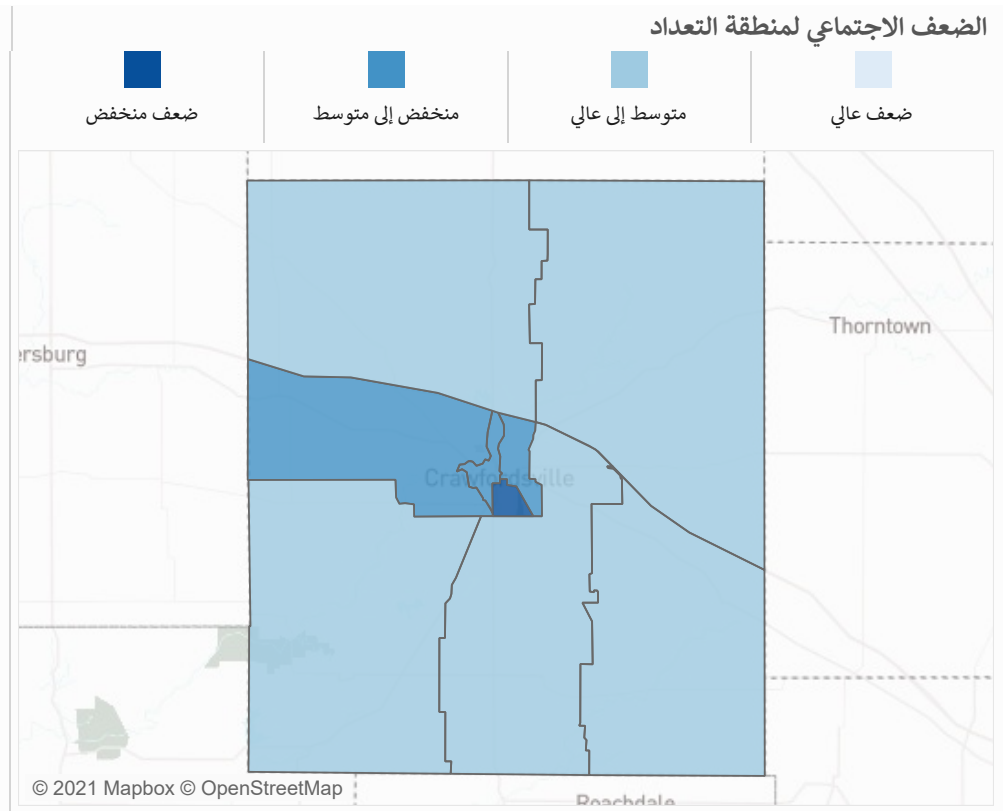 الضعف الاجتماعي لمنطقة التعداد
ضعف عالي
متوسط إلى عالي
منخفض إلى متوسط
ضعف منخفض
Thorntown
ersburg
Crawfordsville
© 2021 Mapbox © OpenStreetMap
Roachdale